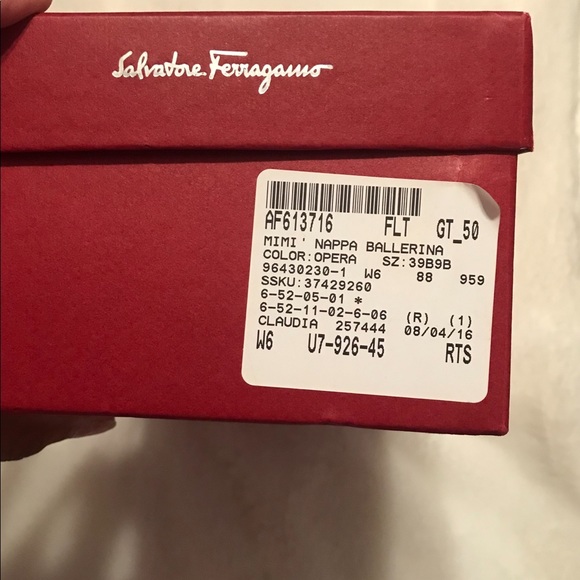 Salvatore Ferragamo
AF613716 FLT GT_50
MIMI' NAPPA BALLERINA
COLOR:OPERA SZ:39B9B
96430230-1 W6 88 959
SSKU:37429260
6-52-05-01 *
6-52-11-02-6-06 (R) (1)
CLAUDIA 257444 08/04/16
W6 U7-926-45 RTS